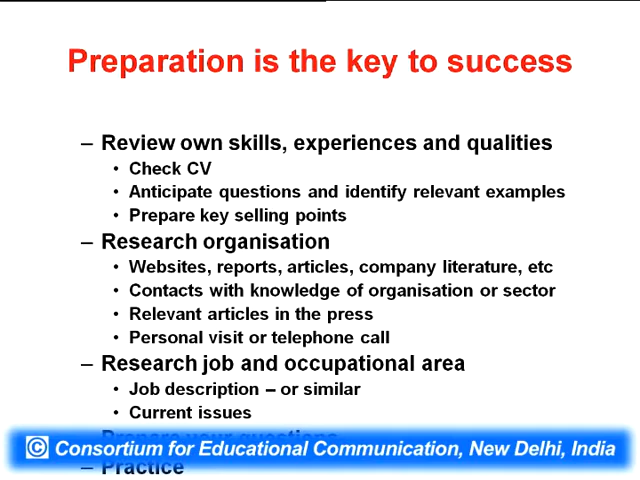 Preparation is the key to success
– Review own skills, experiences and qualities
• Check CV
• Anticipate questions and identify relevant examples
• Prepare key selling points
– Research organisation
• Websites, reports, articles, company literature, etc
• Contacts with knowledge of organisation or sector
• Relevant articles in the press
• Personal visit or telephone call
– Research job and occupational area
• Job description – or similar
• Current issues
– Prepare your questions
© Consortium for Educational Communication, New Delhi, India
– Practice